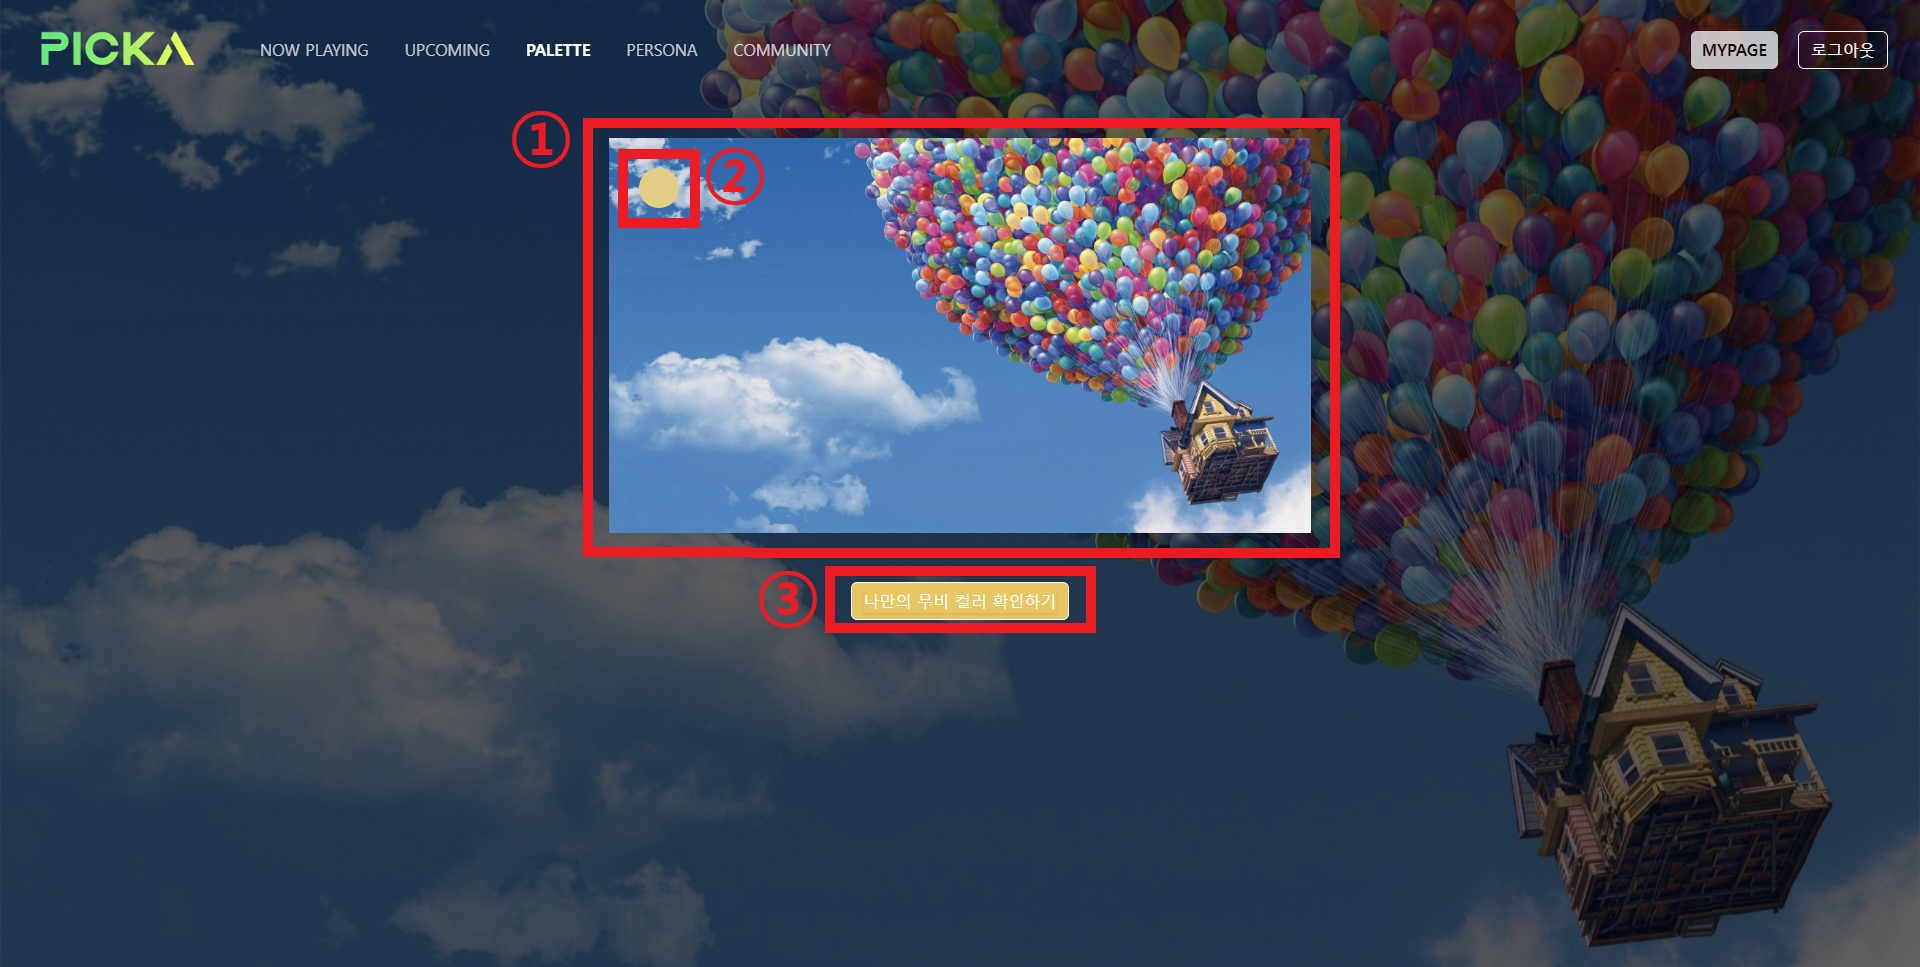 PICKA
NOW PLAYING
UPCOMING
PALETTE
PERSONA
COMMUNITY
MYPAGE
로그아웃
①
②
③
나만의 무비 컬러 확인하기